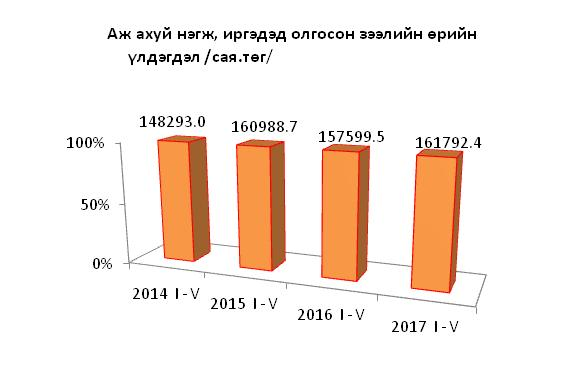 Аж ахуй нэгж, иргэдэд олгосон зээлийн өрийн
үлдэгдэл /сая.төг/
148293.0
160988.7
157599.5
161792.4
100%
50%
0%
2014 I-V
2015 I-V
2016 I-V
2017 I-V